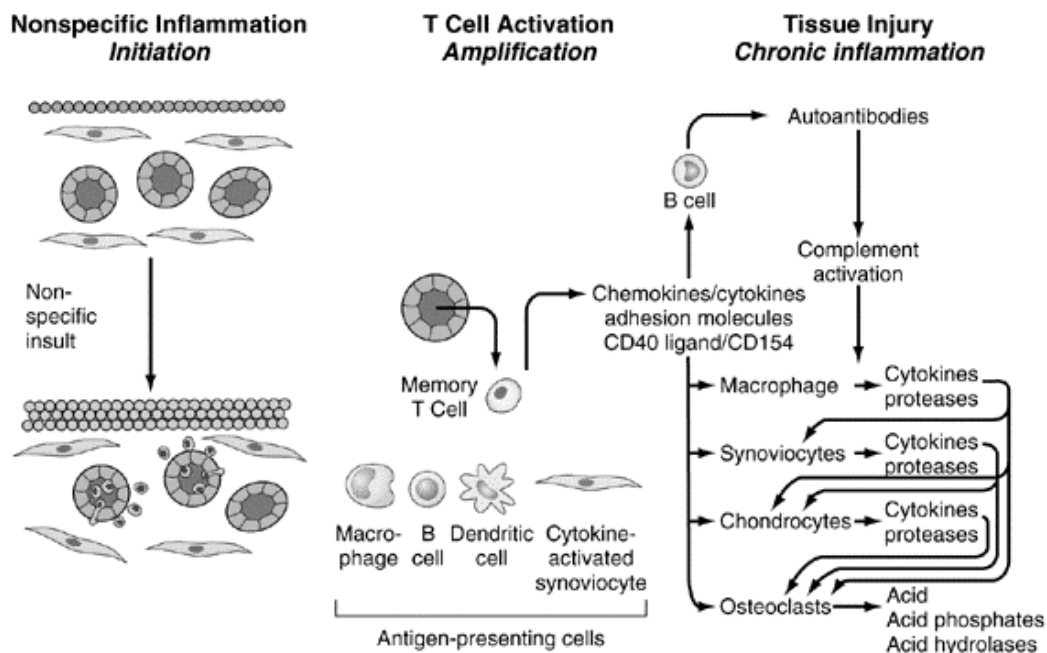 Nonspecific Inflammation
Initiation
Non-
specific
insult
T Cell Activation
Amplification
Memory
T Cell
Macro-
phage
B
cell
Dendritic
cell
Cytokine-
activated
synoviocyte
Antigen-presenting cells
Tissue Injury
Chronic inflammation
Autoantibodies
B cell
Complement
activation
Chemokines/cytokines
adhesion molecules
CD40 ligand/CD154
Macrophage
Cytokines
proteases
Synoviocytes
Cytokines
proteases
Chondrocytes
Cytokines
proteases
Osteoclasts
Acid
Acid phosphates
Acid hydrolases